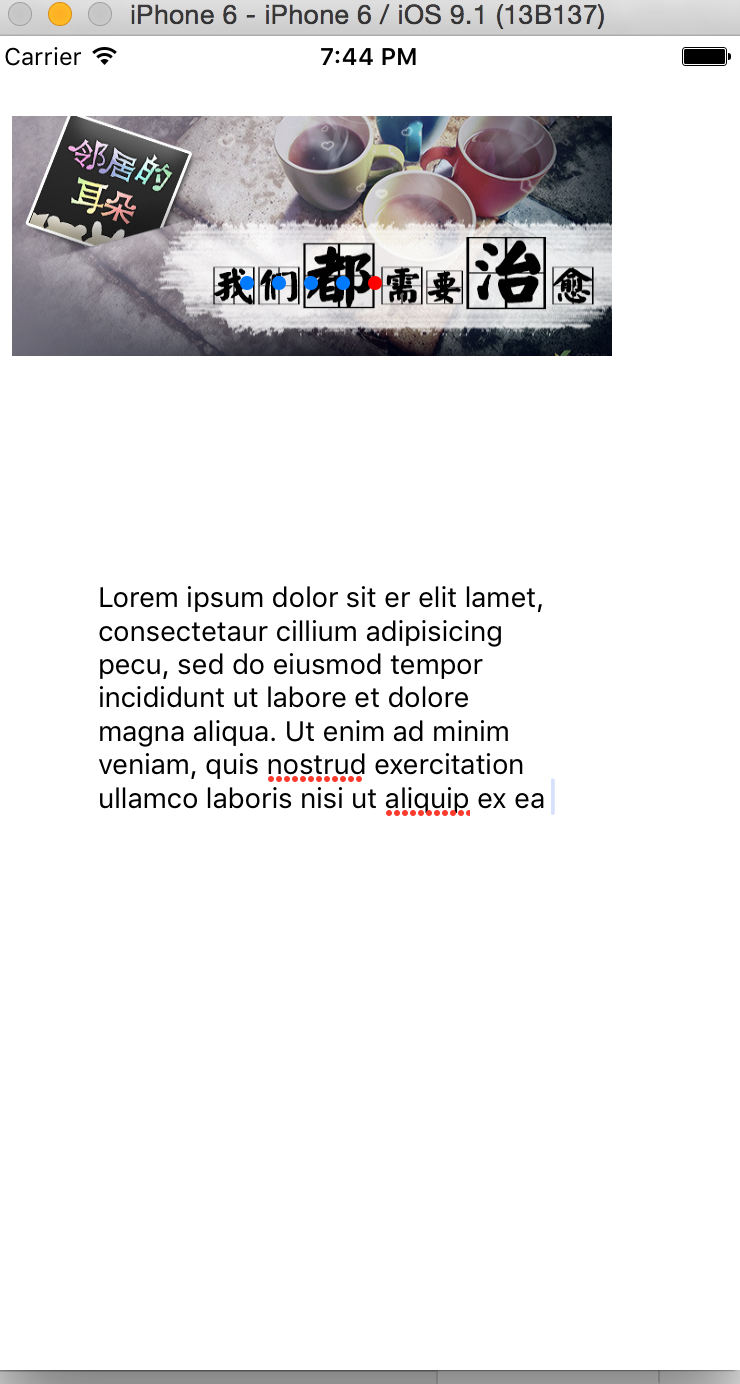 iPhone 6 - iPhone 6 / iOS 9.1 (13B137)
Carrier 7:44 PM
邻居的
耳朵
我们都需要治愈
Lorem ipsum dolor sit er elit lamet,
consectetaur cillium adipisicing
pecu, sed do eiusmod tempor
incididunt ut labore et dolore
magna aliqua. Ut enim ad minim
veniam, quis nostrud exercitation
ullamco laboris nisi ut aliquip ex ea